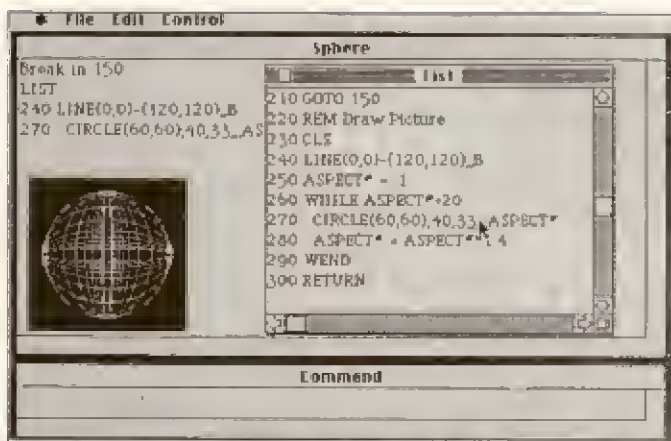 File Edit Control
Sphere
Break in 150
LIST
240 LINE(0,0)-(120,120),,B
270 CIRCLE(60,60),40,33,,AS
List
210 GOTO 150
220 REM Draw Picture
230 CLS
240 LINE(0,0)-(120,120),,B
250 ASPECT# = .1
260 WHILE ASPECT#<20
270 CIRCLE(60,60),40,33,,ASPECT#
280 ASPECT# = ASPECT#*1.4
290 WEND
300 RETURN
Command